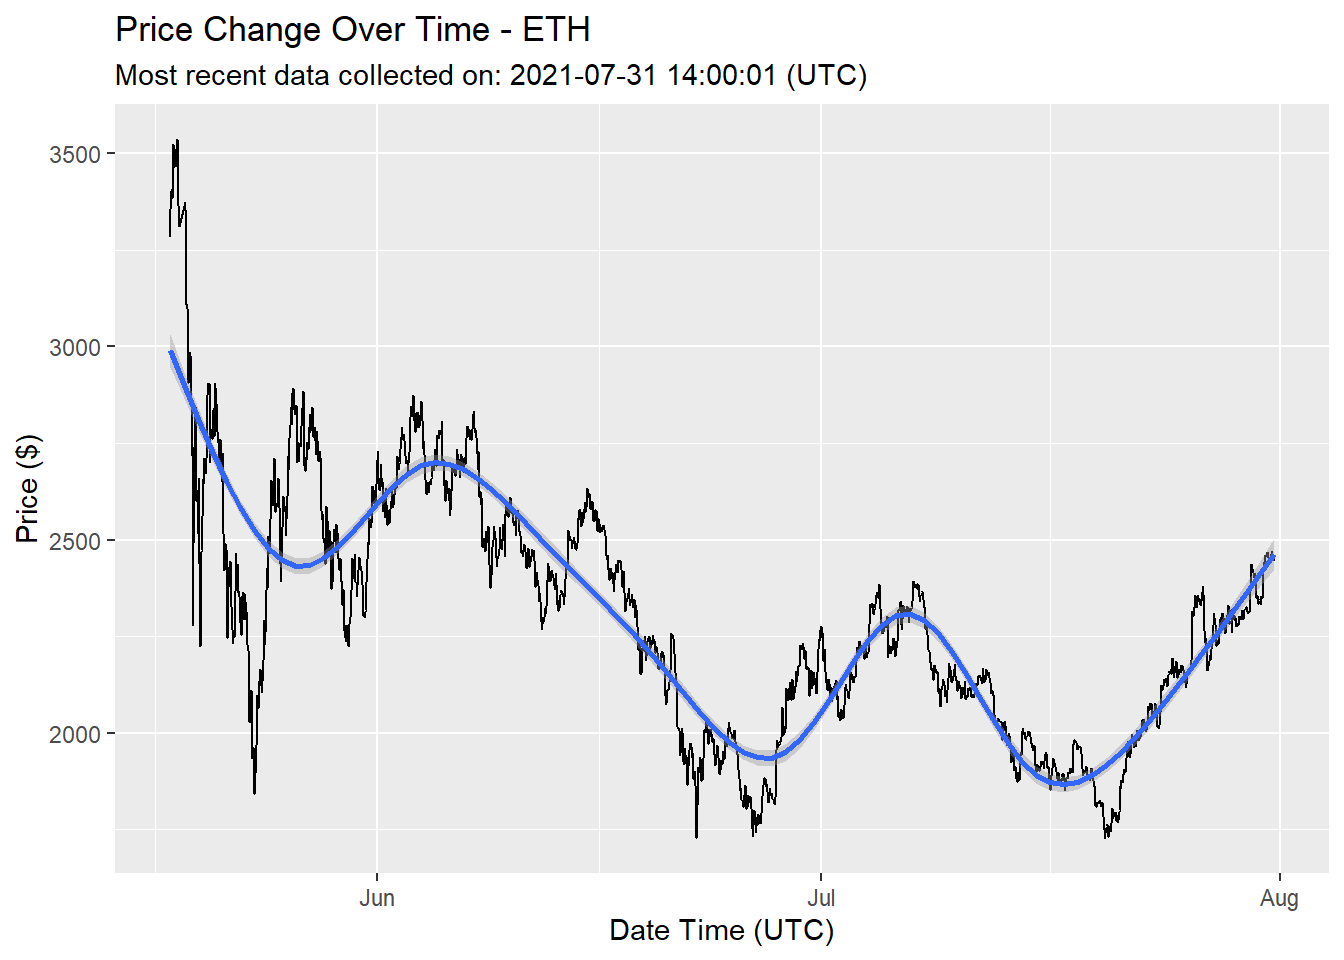 Price Change Over Time - ETH
Most recent data collected on: 2021-07-31 14:00:01 (UTC)
Price ($)
3500
3000
2500
2000
Jun
Jul
Aug
Date Time (UTC)